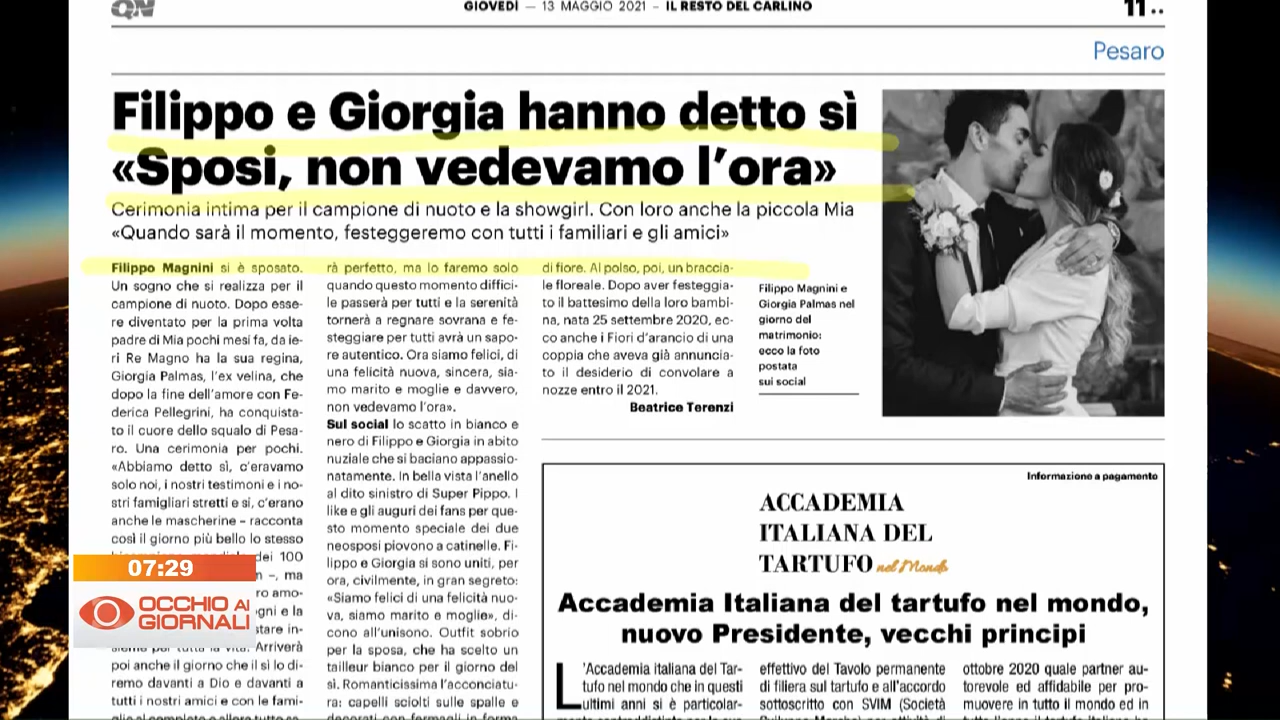 QN
GIOVEDÌ — 13 MAGGIO 2021 – IL RESTO DEL CARLINO
11 ••
Pesaro
Filippo e Giorgia hanno detto sì
«Sposi, non vedevamo l’ora»
Cerimonia intima per il campione di nuoto e la showgirl. Con loro anche la piccola Mia
«Quando sarà il momento, festeggeremo con tutti i familiari e gli amici»
Filippo Magnini si è sposato.
Un sogno che si realizza per il
campione di nuoto. Dopo esse-
re diventato per la prima volta
padre di Mia pochi mesi fa, da ie-
ri Re Magno ha la sua regina,
Giorgia Palmas, l’ex velina, che
dopo la fine dell’amore con Fe-
derica Pellegrini, ha conquista-
to il cuore dello squalo di Pesa-
ro. Una cerimonia per pochi.
«Abbiamo detto sì, c’eravamo
solo noi, i nostri testimoni e i no-
stri famigliari stretti e si, c’erano
anche le mascherine – racconta
così il giorno più bello lo stesso
dei 100
–, ma
ro amo-
gni e la
stare in-
sieme per tutta la vita. Arriverà
poi anche il giorno che il sì lo di-
remo davanti a Dio e davanti a
tutti i nostri amici e con le fami-
glie al completo e allora tutto sa-
rà perfetto, ma lo faremo solo
quando questo momento diffici-
le passerà per tutti e la serenità
tornerà a regnare sovrana e fe-
steggiare per tutti avrà un sapo-
re autentico. Ora siamo felici, di
una felicità nuova, sincera, sia-
mo marito e moglie e davvero,
non vedevamo l’ora».
Sul social lo scatto in bianco e
nero di Filippo e Giorgia in abito
nuziale che si baciano appassio-
natamente. In bella vista l’anello
al dito sinistro di Super Pippo. I
like e gli auguri dei fans per que-
sto momento speciale dei due
neosposi piovono a catinelle. Fi-
lippo e Giorgia si sono uniti, per
ora, civilmente, in gran segreto:
«Siamo felici di una felicità nuo-
va, siamo marito e moglie», di-
cono all’unisono. Outfit sobrio
per la sposa, che ha scelto un
tailleur bianco per il giorno del
sì. Romanticissima l’acconciatu-
ra: capelli sciolti sulle spalle e
decorati con fermagli in forma
di fiore. Al polso, poi, un braccia-
le floreale. Dopo aver festeggia-
to il battesimo della loro bambi-
na, nata 25 settembre 2020, ec-
co anche i Fiori d’arancio di una
coppia che aveva già annuncia-
to il desiderio di convolare a
nozze entro il 2021.
Beatrice Terenzi
Filippo Magnini e
Giorgia Palmas nel
giorno del
matrimonio:
ecco la foto
postata
sui social
Informazione a pagamento
ACCADEMIA
ITALIANA DEL
TARTUFO nel Mondo
Accademia Italiana del tartufo nel mondo,
nuovo Presidente, vecchi principi
L’Accademia italiana del Tar-
tufo nel mondo che in questi
ultimi anni si è particolar-
effettivo del Tavolo permanente
di filiera sul tartufo e all’accordo
sottoscritto con SVIM (Società
ottobre 2020 quale partner au-
torevole ed affidabile per pro-
muovere in tutto il mondo ed in
07:29
OCCHIO AI
GIORNALI